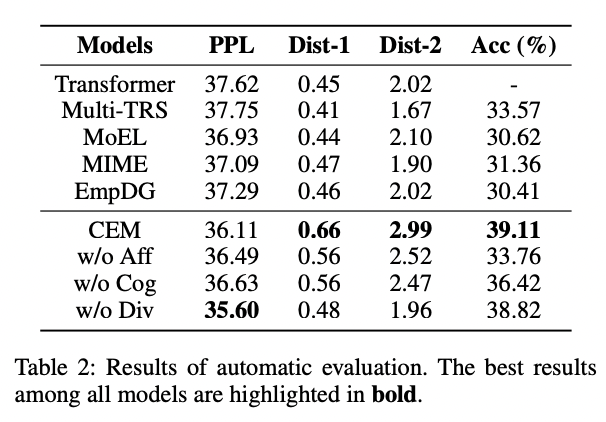 Models PPL Dist-1 Dist-2 Acc (%)
Transformer 37.62 0.45 2.02 -
Multi-TRS 37.75 0.41 1.67 33.57
MoEL 36.93 0.44 2.10 30.62
MIME 37.09 0.47 1.90 31.36
EmpDG 37.29 0.46 2.02 30.41
CEM 36.11 0.66 2.99 39.11
w/o Aff 36.49 0.56 2.52 33.76
w/o Cog 36.63 0.56 2.47 36.42
w/o Div 35.60 0.48 1.96 38.82
Table 2: Results of automatic evaluation. The best results
among all models are highlighted in bold.